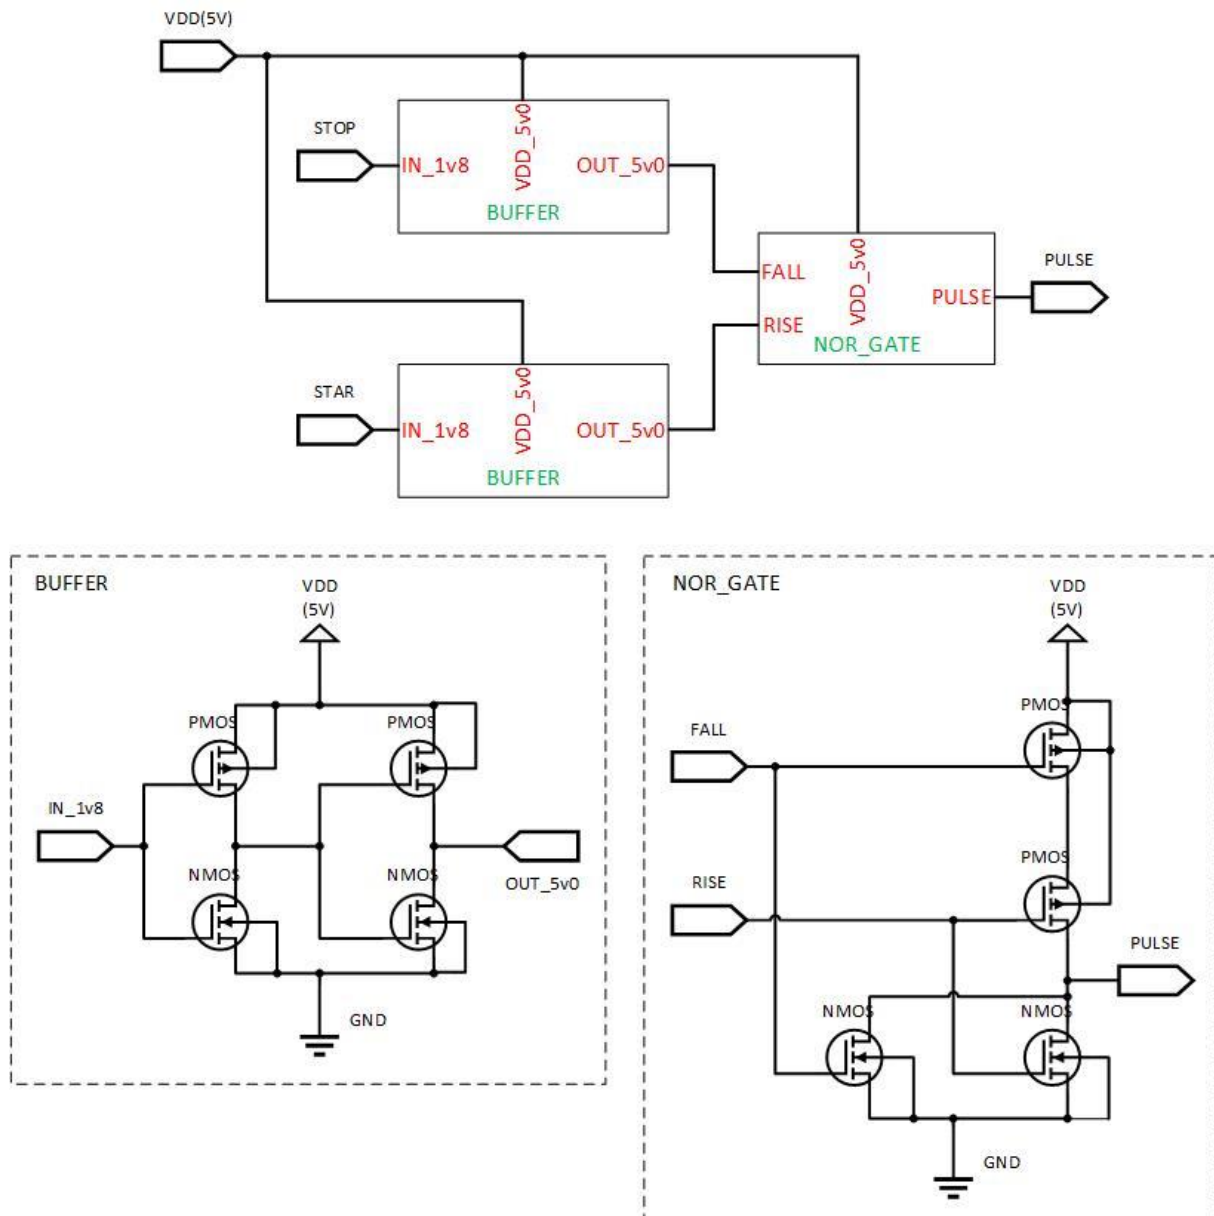 VDD(5V)
STOP
IN_1v8
VDD_5v0
OUT_5v0
BUFFER
FALL
RISE
VDD_5v0
PULSE
NOR_GATE
PULSE
STAR
IN_1v8
VDD_5v0
OUT_5v0
BUFFER
BUFFER
VDD
(5V)
PMOS
PMOS
IN_1v8
NMOS
NMOS
OUT_5v0
GND
NOR_GATE
VDD
(5V)
PMOS
FALL
PMOS
RISE
PULSE
NMOS
NMOS
GND